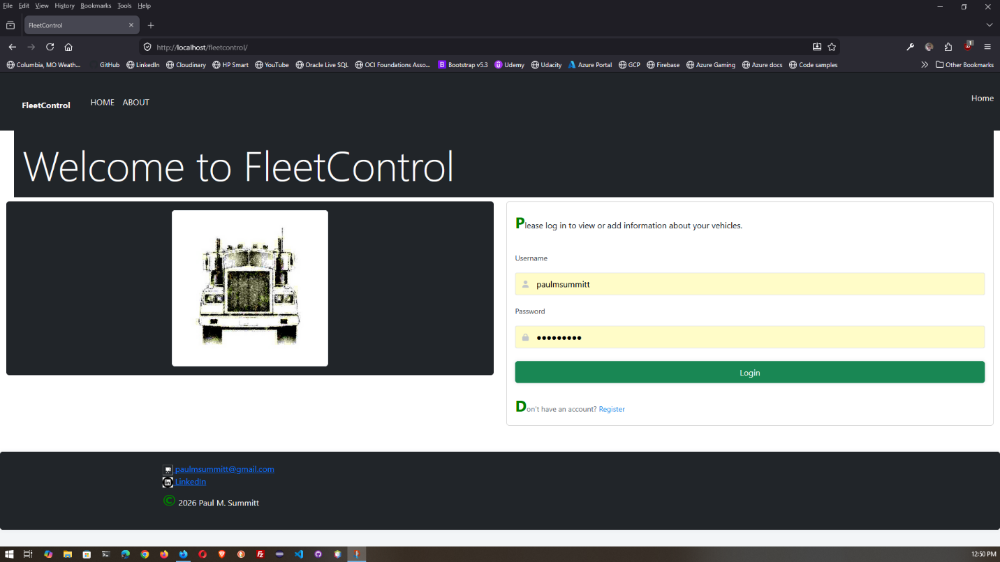 File Edit View History Bookmarks Tools Help
FleetControl
http://localhost/fleetcontrol/
1
Columbia, MO Weath... GitHub LinkedIn Cloudinary HP Smart YouTube Oracle Live SQL OCI Foundations Asso... B Bootstrap v5.3 Udemy Udacity Azure Portal GCP Firebase Azure Gaming Azure docs Code samples Other Bookmarks
FleetControl HOME ABOUT Home
Welcome to FleetControl
Please log in to view or add information about your vehicles.
Username
paulmsummitt
Password
•••••••••
Login
Don't have an account? Register
paulmsummitt@gmail.com
in LinkedIn
© 2026 Paul M. Summitt
FZ 12:50 PM